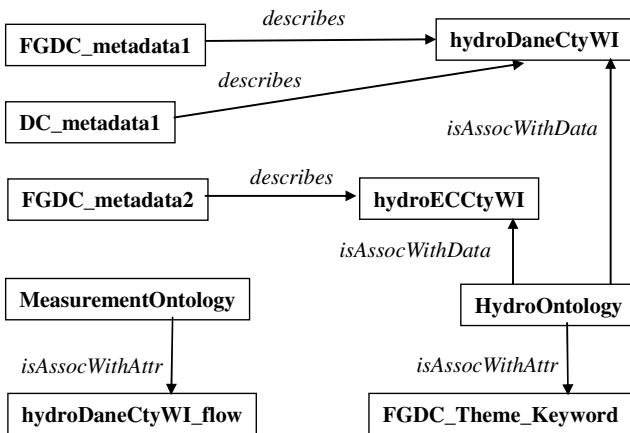 describes
FGDC_metadata1
hydroDaneCtyWI
describes
DC_metadata1
isAssocWithData
describes
FGDC_metadata2
hydroECCtyWI
isAssocWithData
MeasurementOntology
HydroOntology
isAssocWithAttr
isAssocWithAttr
hydroDaneCtyWI_flow
FGDC_Theme_Keyword